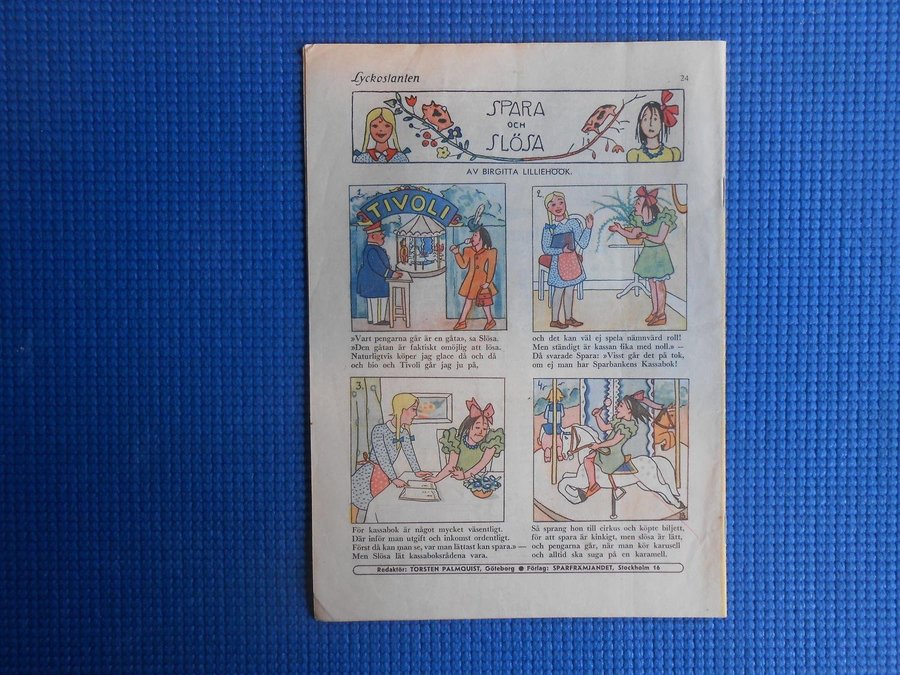 Lyckoslanten
24
SPARA
OCH
SLÖSA
AV BIRGITTA LILLIEHÖÖK.
1.
TIVOLI
»Vart pengarna går är en gåta», sa Slösa.
»Den gåtan är faktiskt omöjlig att lösa.
Naturligtvis köper jag glace då och då
och bio och Tivoli går jag ju på,
2.
och det kan väl ej spela nämnvärd roll!
Men ständigt är kassan lika med noll.» —
Då svarade Spara: »Visst går det på tok,
om ej man har Sparbankens Kassabok!
3.
För kassabok är något mycket väsentligt.
Där inför man utgift och inkomst ordentligt.
Först då kan man se, var man lättast kan spara.» —
Men Slösa lät kassaboksrådena vara.
4.
Så sprang hon till cirkus och köpte biljett,
för att spara är kinkigt, men slösa är lätt,
och pengarna går, när man kör karusell
och alltid ska suga på en karamell.
Redaktör: TORSTEN PALMQUIST, Göteborg ● Förlag: SPARFRÄMJANDET, Stockholm 16